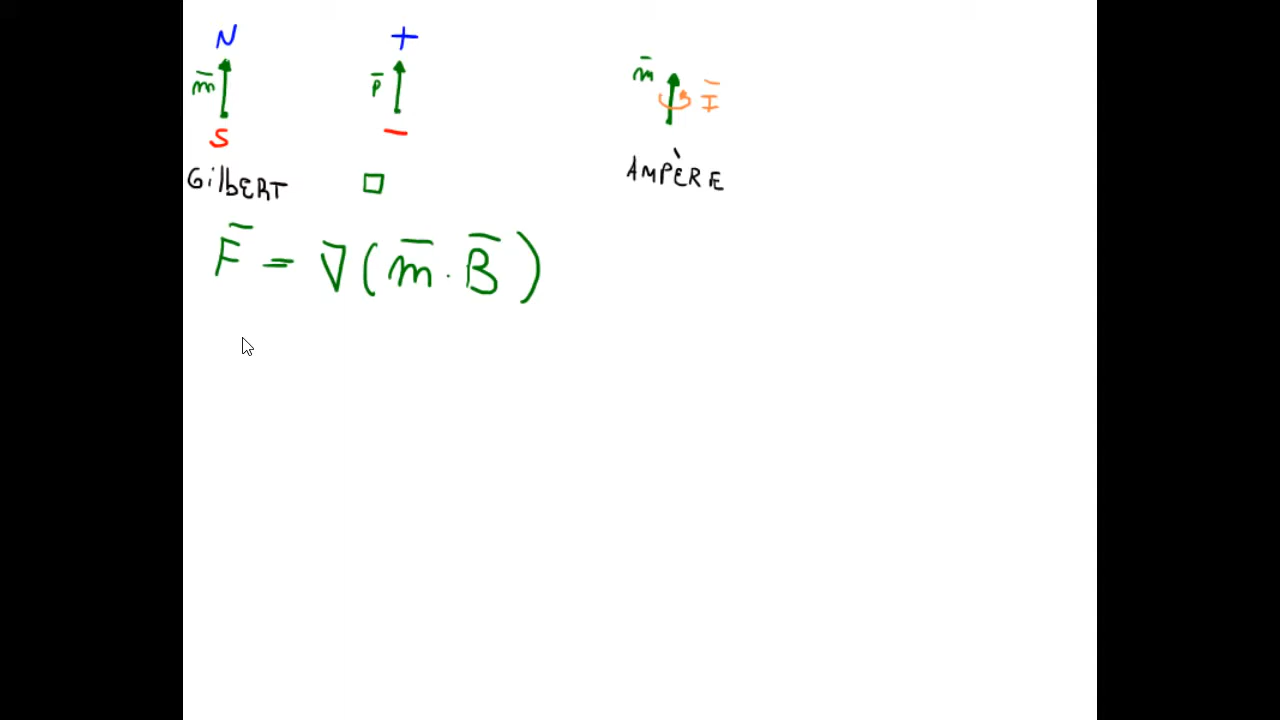 N + 
m̄ p̄ m̄ Ī
S −
GilbERT □ AMPÈRE
F̄ = ∇̄(m̄ · B̄)